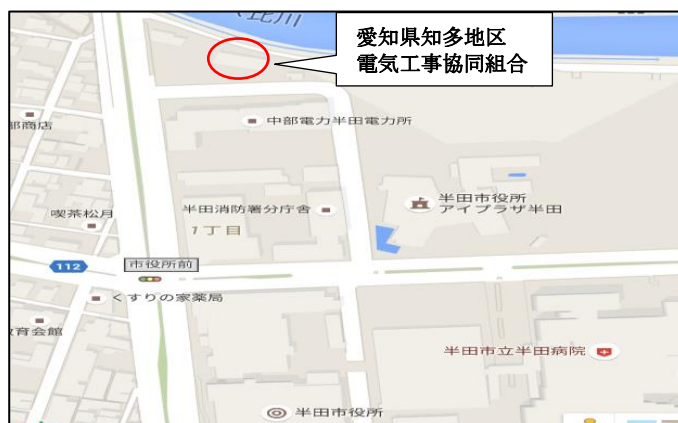 愛知県知多地区
電気工事協同組合
中部電力半田電力所
部商店
半田市役所
アイプラザ半田
半田消防署分庁舎
喫茶松月
1丁目
市役所前
112
くすりの家薬局
育会館
半田市立半田病院
半田市役所